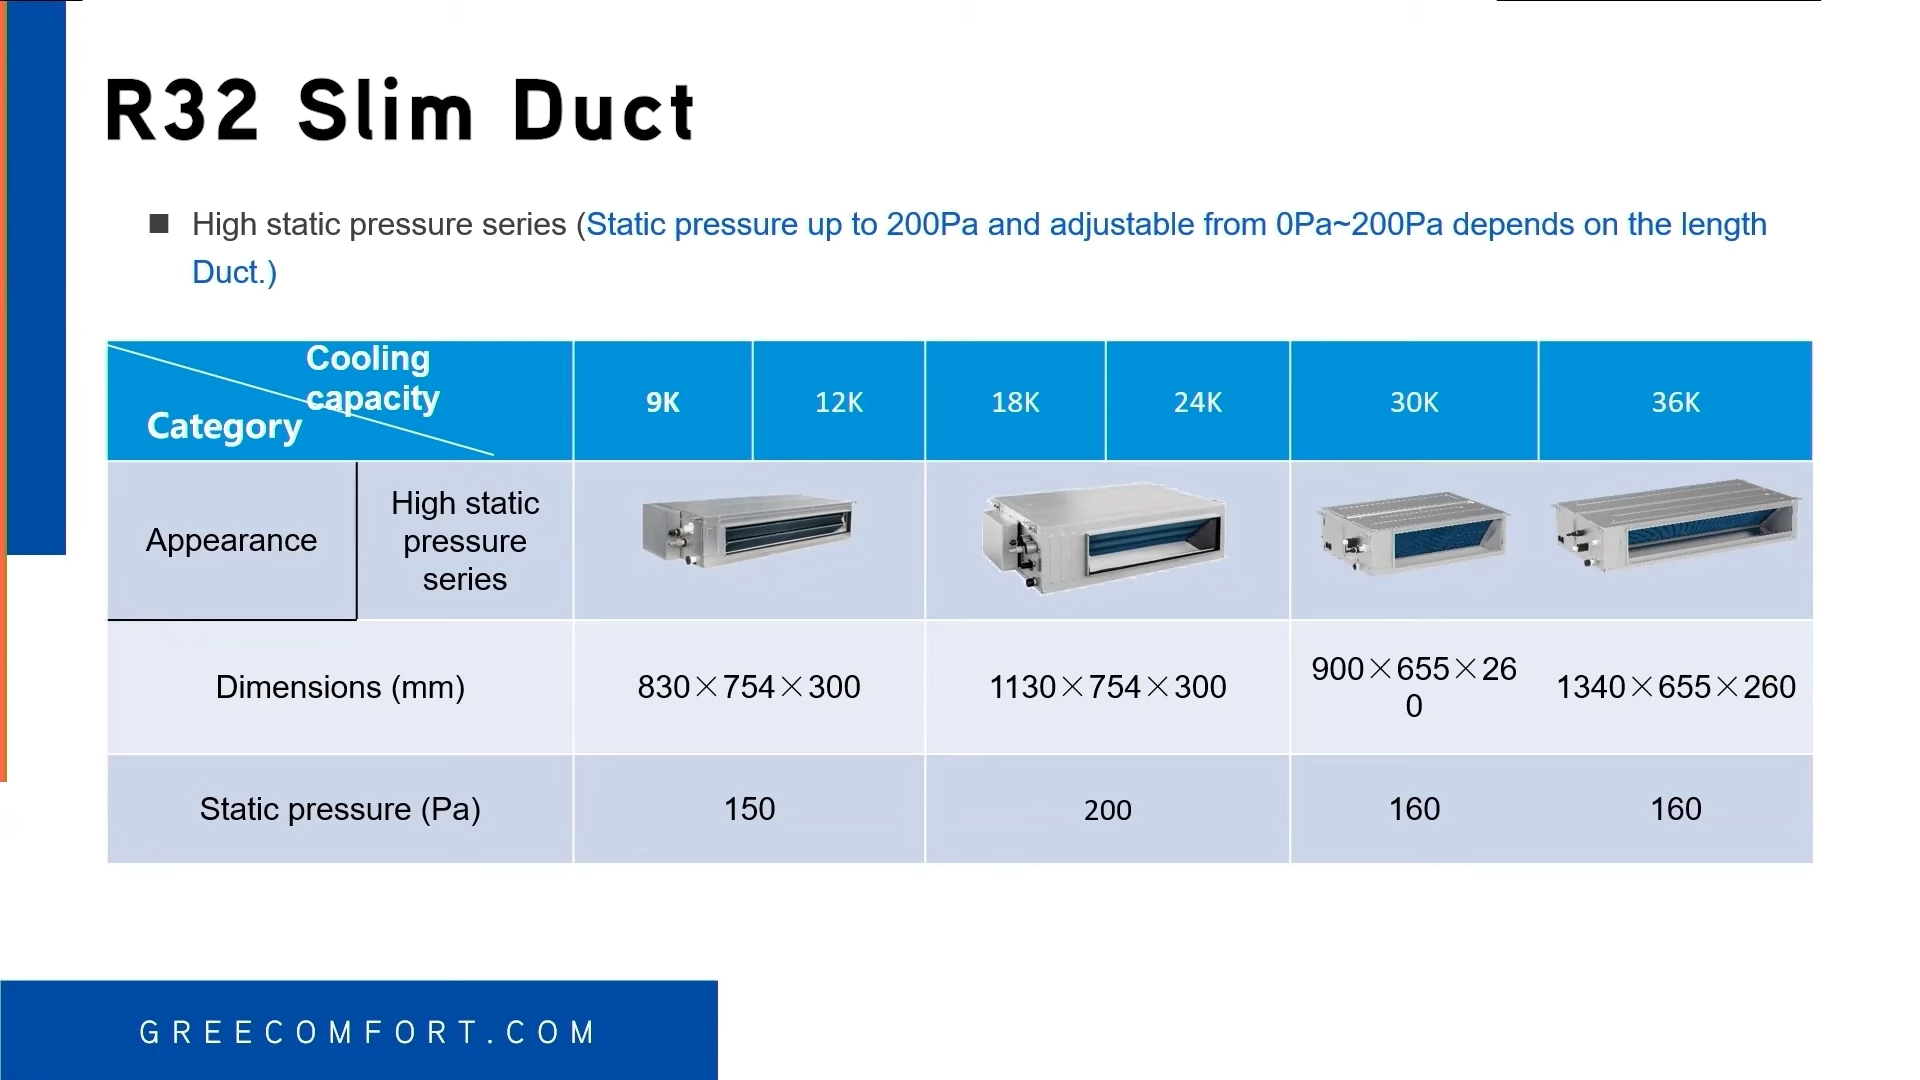 R32 Slim Duct
■ High static pressure series (Static pressure up to 200Pa and adjustable from 0Pa~200Pa depends on the length
Duct.)
Cooling
capacity
Category
9K
12K
18K
24K
30K
36K
Appearance
High static
pressure
series
Dimensions (mm)
830×754×300
1130×754×300
900×655×26
0
1340×655×260
Static pressure (Pa)
150
200
160
160
GREECOMFORT.COM